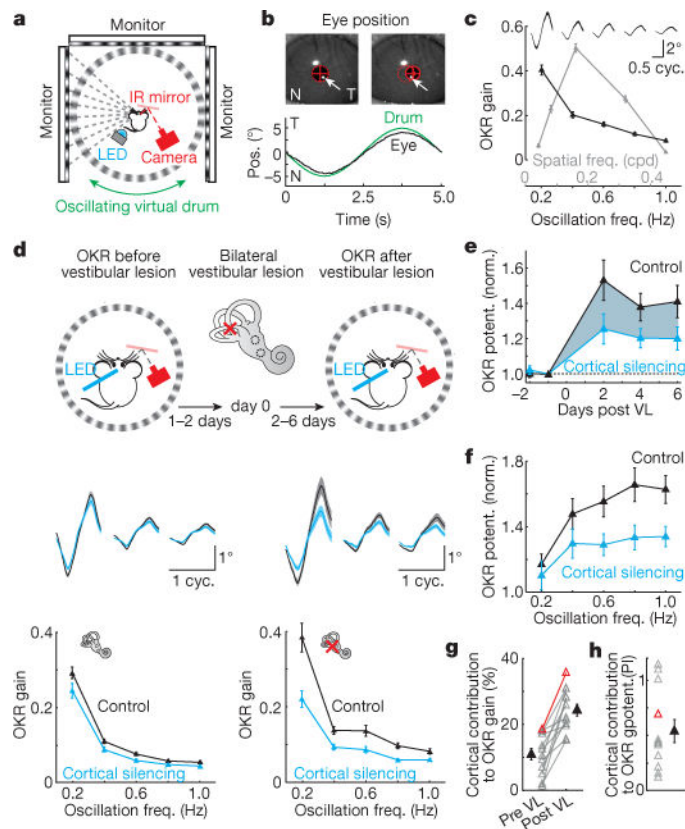 a
Monitor
Monitor
Monitor
IR mirror
LED
Camera
Oscillating virtual drum
b
Eye position
N
T
T
Drum
Eye
N
Pos. (°)
5
0
−5
0
2.5
5.0
Time (s)
c
2°
0.5 cyc.
OKR gain
0.6
0.4
0.2
0
Spatial freq. (cpd)
0
0.2
0.4
0.2
0.6
1.0
Oscillation freq. (Hz)
d
OKR before
vestibular lesion
Bilateral
vestibular lesion
OKR after
vestibular lesion
LED
LED
1–2 days
day 0
2–6 days
1°
1 cyc.
1°
1 cyc.
OKR gain
0.4
0.2
0
Control
Cortical silencing
0.2
0.6
1.0
Oscillation freq. (Hz)
OKR gain
0.4
0.2
0
Control
Cortical silencing
0.2
0.6
1.0
Oscillation freq. (Hz)
e
OKR potent. (norm.)
1.6
1.4
1.2
1.0
Control
Cortical silencing
−2
0
2
4
6
Days post VL
f
OKR potent. (norm.)
1.8
1.4
1.0
Control
Cortical silencing
0.2
0.6
1.0
Oscillation freq. (Hz)
g
Cortical contribution
to OKR gain (%)
40
20
0
Pre VL
Post VL
h
Cortical contribution
to OKR gpotent.(PI)
1
0